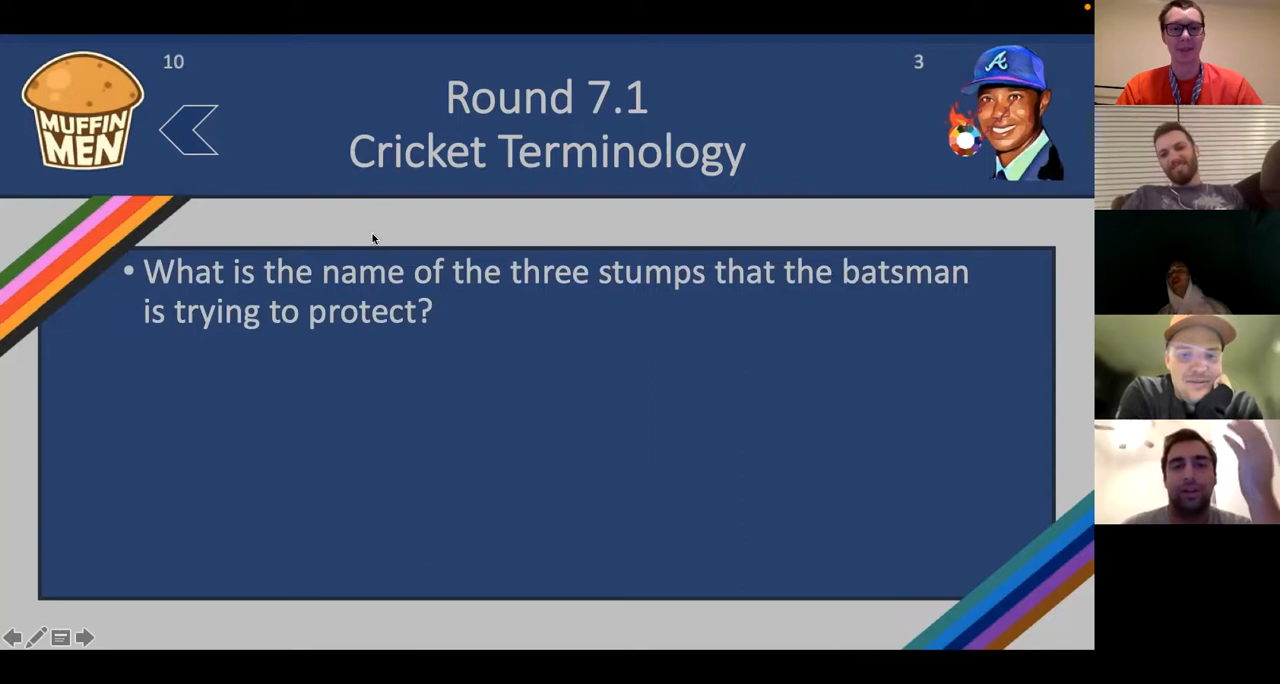 10
3
Round 7.1
Cricket Terminology
MUFFIN
MEN
A
• What is the name of the three stumps that the batsman
is trying to protect?